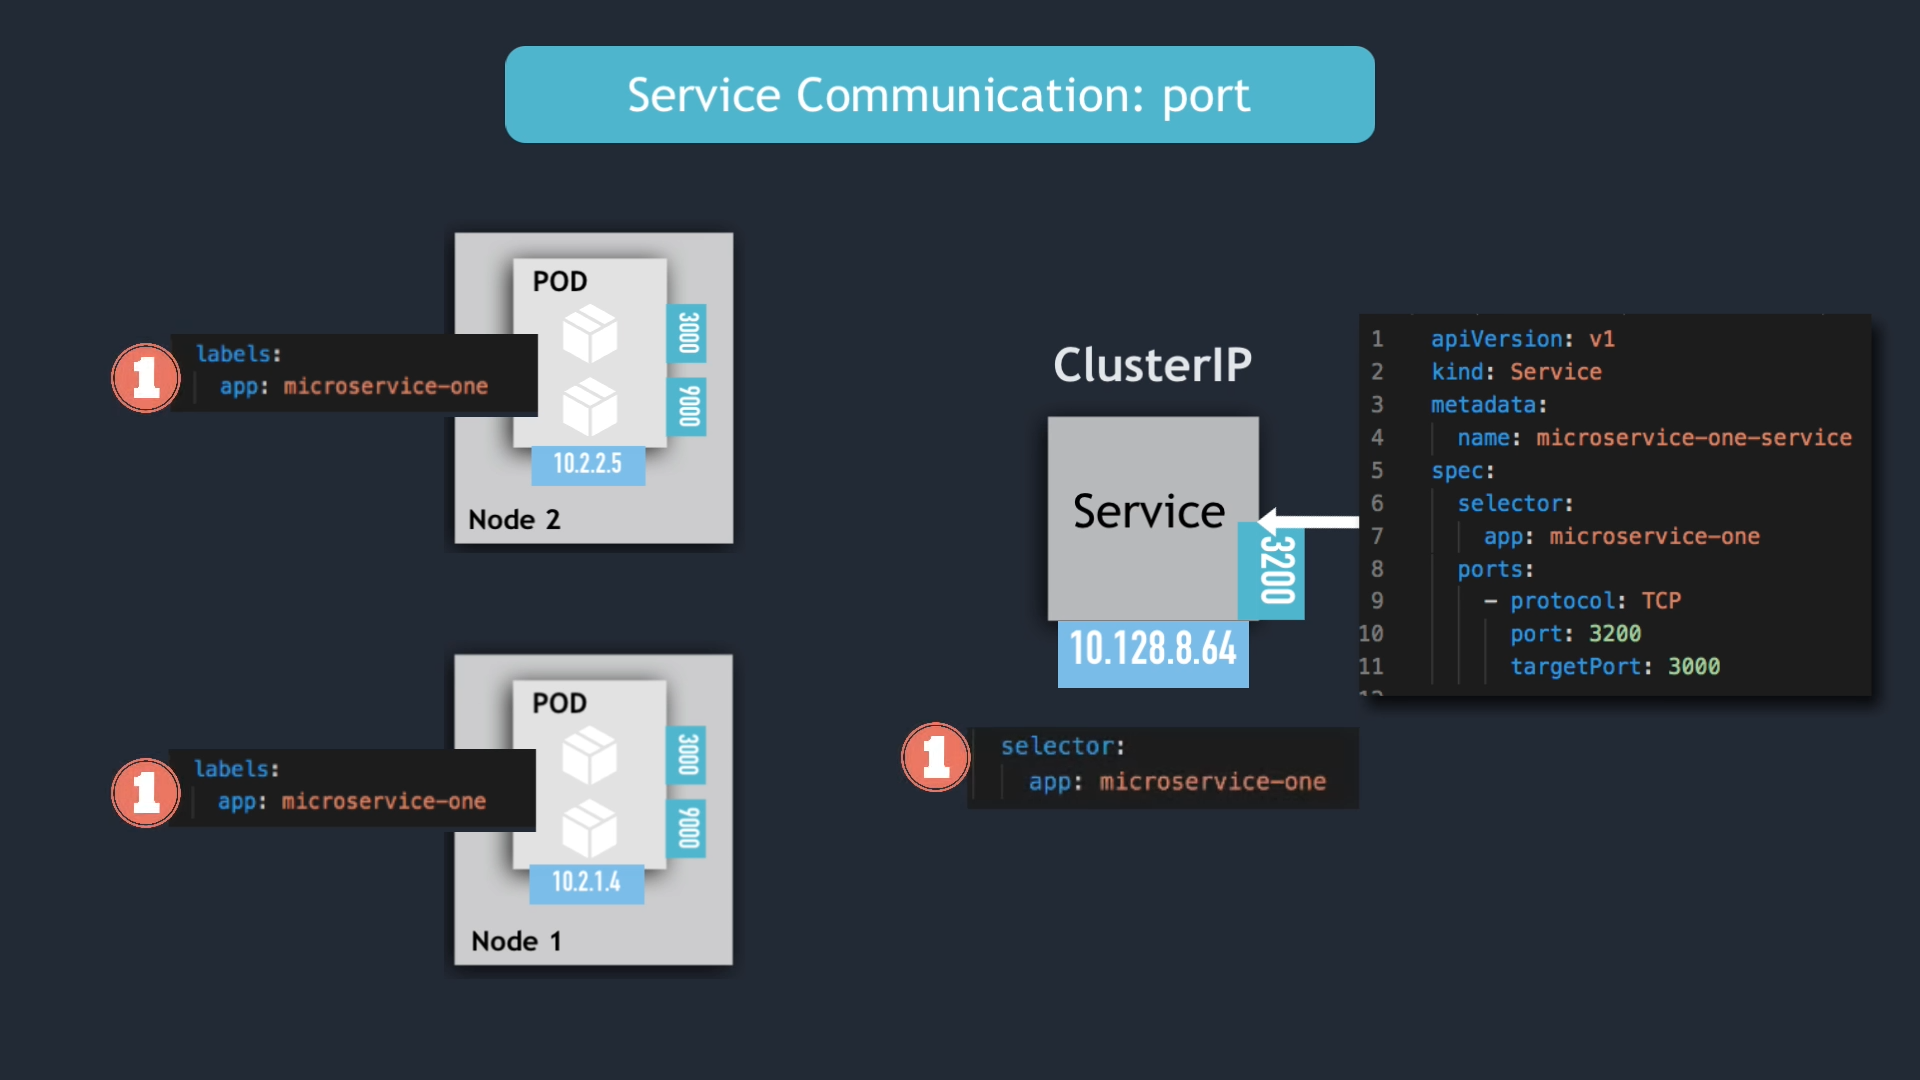 Service Communication: port
POD
3000
9000
labels:
app: microservice-one
10.2.2.5
Node 2
ClusterIP
Service
3200
10.128.8.64
1 apiVersion: v1
2 kind: Service
3 metadata:
4 name: microservice-one-service
5 spec:
6 selector:
7 app: microservice-one
8 ports:
9 - protocol: TCP
10 port: 3200
11 targetPort: 3000
12
1
1
selector:
app: microservice-one
POD
3000
9000
1
labels:
app: microservice-one
10.2.1.4
Node 1